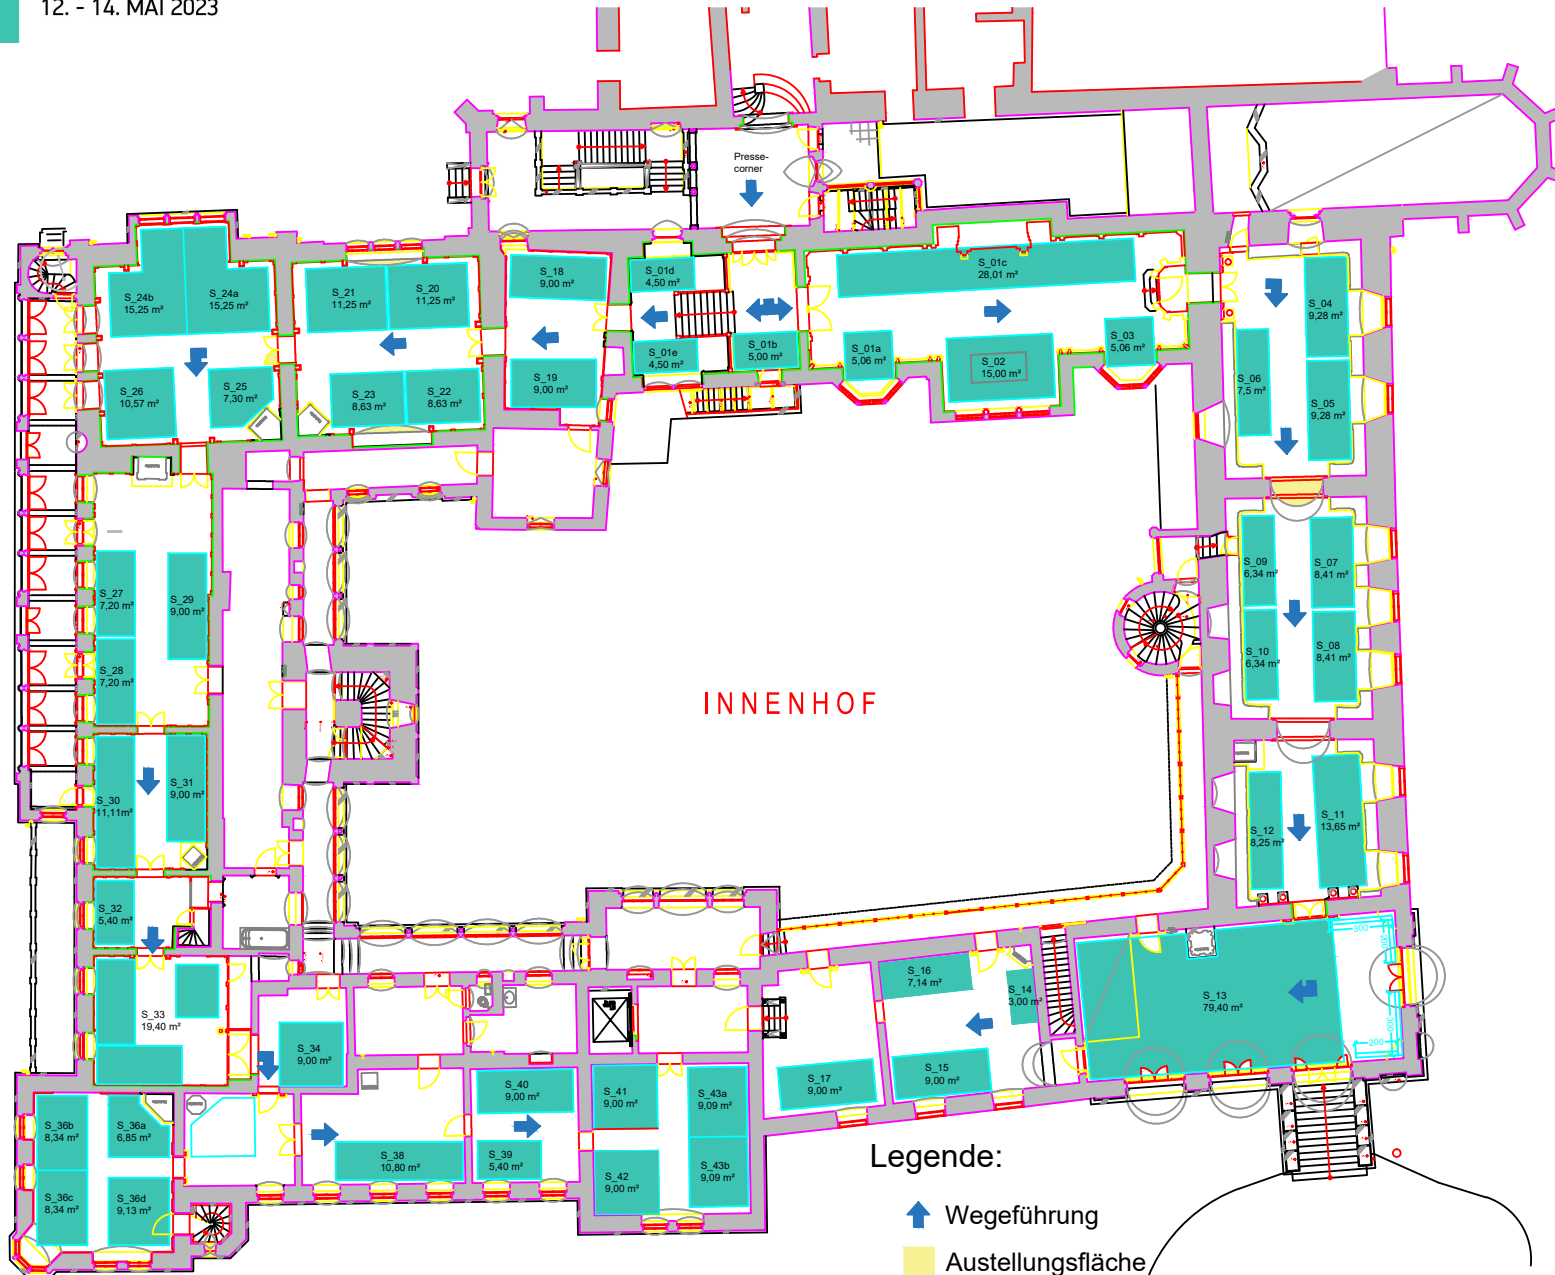 12. - 14. MAI 2023
Presse-
corner
S_18
9,00 m²
S_01d
4,50 m²
S_01c
28,01 m²
S_24b
15,25 m²
S_24a
15,25 m²
S_21
11,25 m²
S_20
11,25 m²
S_04
9,28 m²
S_01e
4,50 m²
S_01b
5,00 m²
S_01a
5,06 m²
S_02
15,00 m²
S_03
5,06 m²
S_06
7,5 m²
S_05
9,28 m²
S_26
10,57 m²
S_25
7,30 m²
S_23
8,63 m²
S_22
8,63 m²
S_19
9,00 m²
S_27
7,20 m²
S_29
9,00 m²
S_28
7,20 m²
S_09
6,34 m²
S_07
8,41 m²
S_10
6,34 m²
S_08
8,41 m²
INNENHOF
S_30
11,11m²
S_31
9,00 m²
S_12
8,25 m²
S_11
13,65 m²
S_32
5,40 m²
S_33
19,40 m²
S_34
9,00 m²
S_16
7,14 m²
S_14
3,00 m²
S_13
79,40 m²
300
200
300
200
S_17
9,00 m²
S_15
9,00 m²
S_40
9,00 m²
S_41
9,00 m²
S_43a
9,09 m²
S_36b
8,34 m²
S_36a
6,85 m²
S_38
10,80 m²
S_39
5,40 m²
S_42
9,00 m²
S_43b
9,09 m²
S_36c
8,34 m²
S_36d
9,13 m²
Legende:
Wegeführung
Austellungsfläche